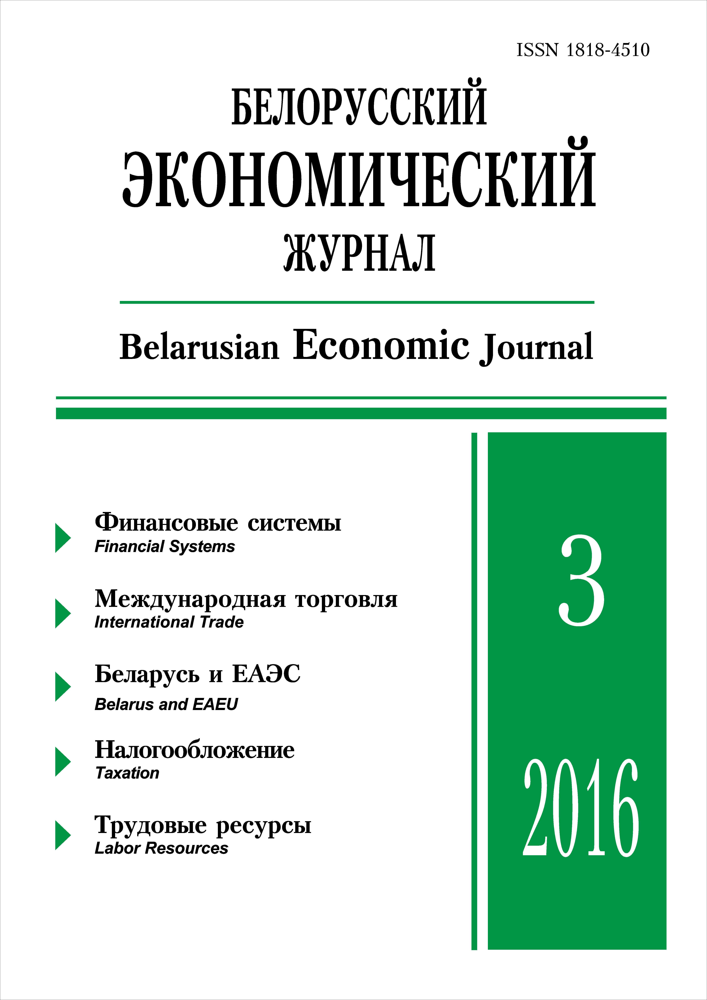 ISSN 1818-4510
БЕЛОРУССКИЙ
ЭКОНОМИЧЕСКИЙ
ЖУРНАЛ
Belarusian Economic Journal
Финансовые системы
Financial Systems
Международная торговля
International Trade
Беларусь и ЕАЭС
Belarus and EAEU
Налогообложение
Taxation
Трудовые ресурсы
Labor Resources
3
2016